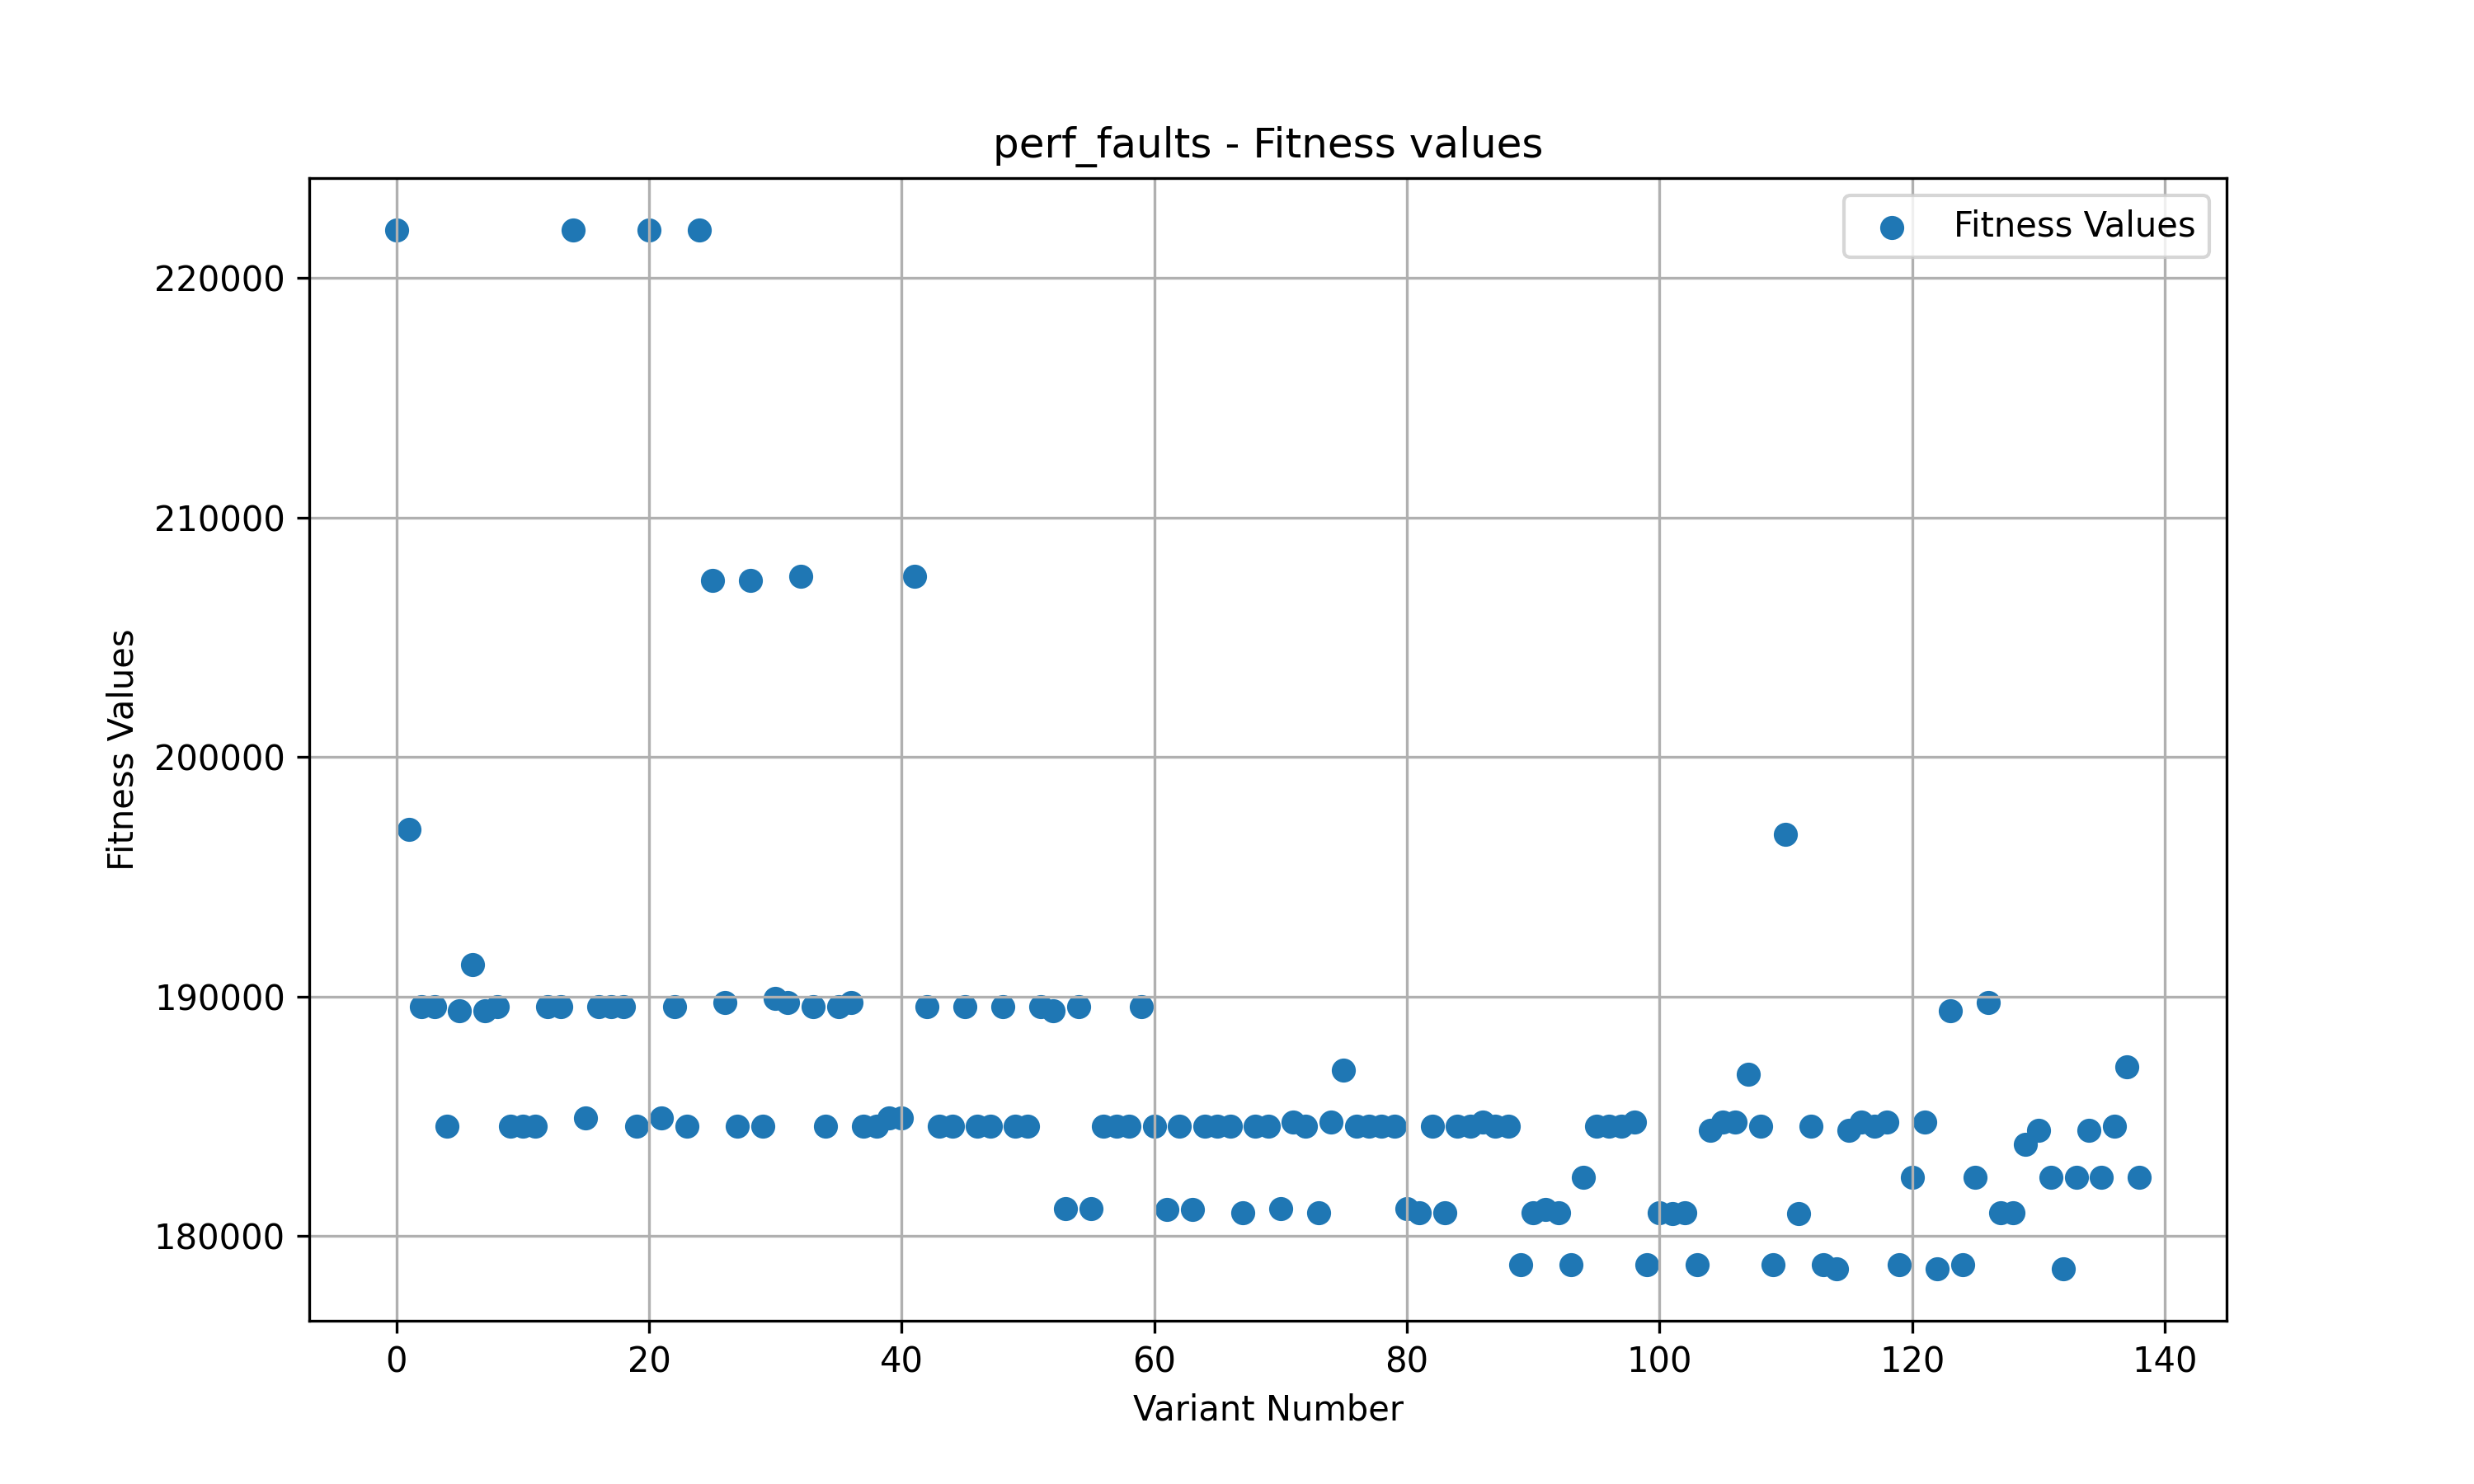 perf_faults - Fitness values
Fitness Values
220000
210000
200000
190000
180000
Fitness Values
0 20 40 60 80 100 120 140
Variant Number